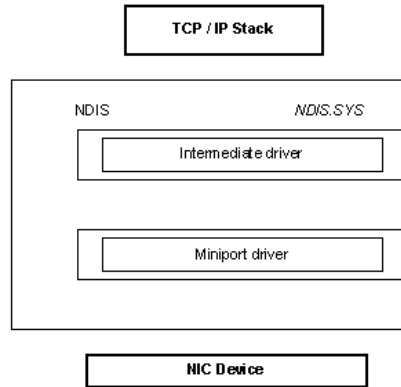 TCP / IP Stack
NDIS NDIS.SYS
Intermediate driver
Miniport driver
NIC Device